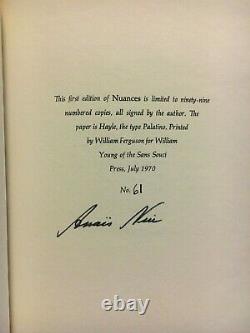 This first edition of Nuances is limited to ninety-nine
numbered copies, all signed by the author. The
paper is Hayle, the type Palatino. Printed
by William Ferguson for William
Young of the Sans Souci
Press, July 1970
No. 61
Anaïs Nin